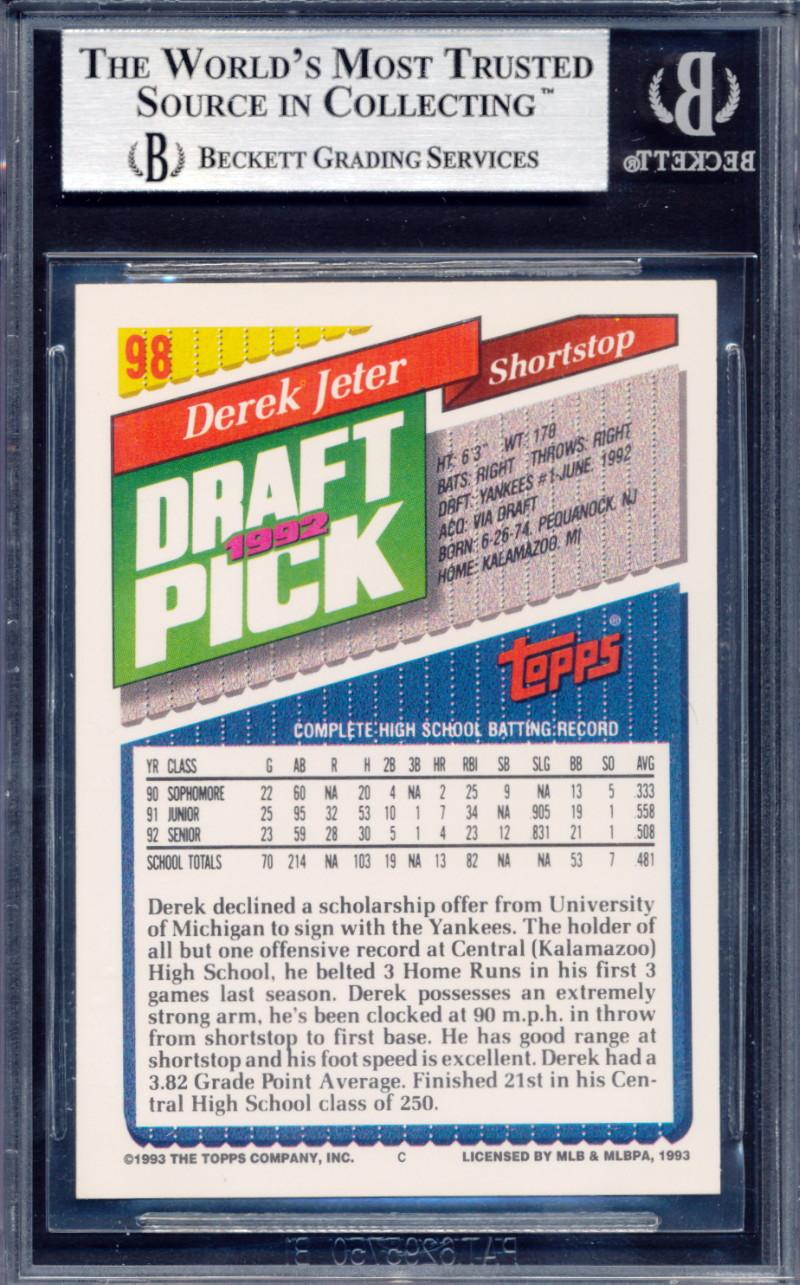 THE WORLD'S MOST TRUSTED
SOURCE IN COLLECTING™
B BECKETT GRADING SERVICES
B
BECKETT®
98
Derek Jeter
Shortstop
DRAFT
1992
PICK
HT: 6'3" WT: 178
BATS: RIGHT THROWS: RIGHT
DRFT: YANKEES #1-JUNE, 1992
ACQ: VIA DRAFT
BORN: 6-26-74, PEQUANOCK, NJ
HOME: KALAMAZOO, MI
Topps®
COMPLETE HIGH SCHOOL BATTING RECORD
YR CLASS G AB R H 2B 3B HR RBI SB SLG BB SO AVG
90 SOPHOMORE 22 60 NA 20 4 NA 2 25 9 NA 13 5 .333
91 JUNIOR 25 95 32 53 10 1 7 34 NA .905 19 1 .558
92 SENIOR 23 59 28 30 5 1 4 23 12 .831 21 1 .508
SCHOOL TOTALS 70 214 NA 103 19 NA 13 82 NA NA 53 7 .481
Derek declined a scholarship offer from University
of Michigan to sign with the Yankees. The holder of
all but one offensive record at Central (Kalamazoo)
High School, he belted 3 Home Runs in his first 3
games last season. Derek possesses an extremely
strong arm, he's been clocked at 90 m.p.h. in throw
from shortstop to first base. He has good range at
shortstop and his foot speed is excellent. Derek had a
3.82 Grade Point Average. Finished 21st in his Cen-
tral High School class of 250.
©1993 THE TOPPS COMPANY, INC. C LICENSED BY MLB & MLBPA, 1993